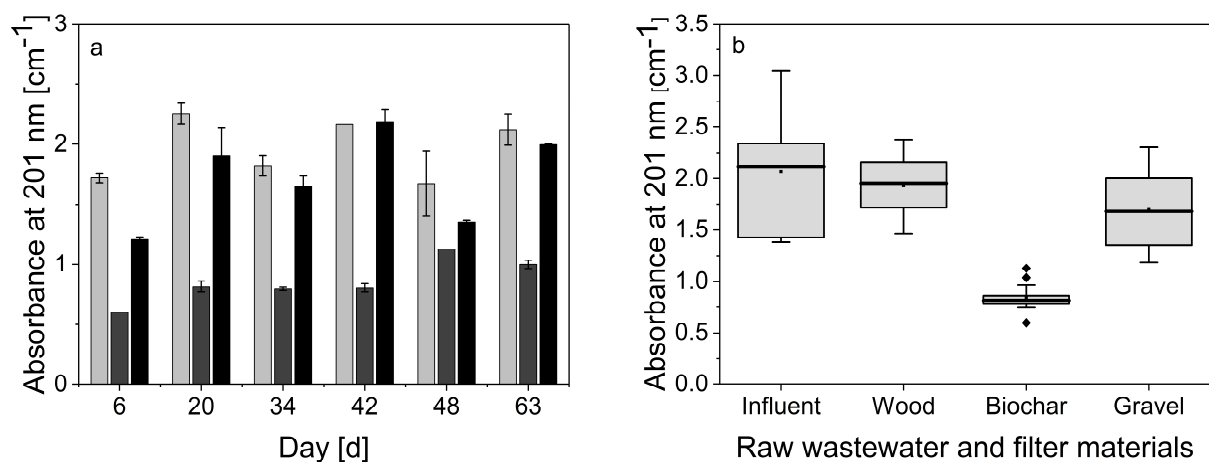 a
Absorbance at 201 nm [cm⁻¹]
3
2
1
0
6 20 34 42 48 63
Day [d]
b
Absorbance at 201 nm [cm⁻¹]
3.5
3.0
2.5
2.0
1.5
1.0
0.5
0.0
Influent Wood Biochar Gravel
Raw wastewater and filter materials